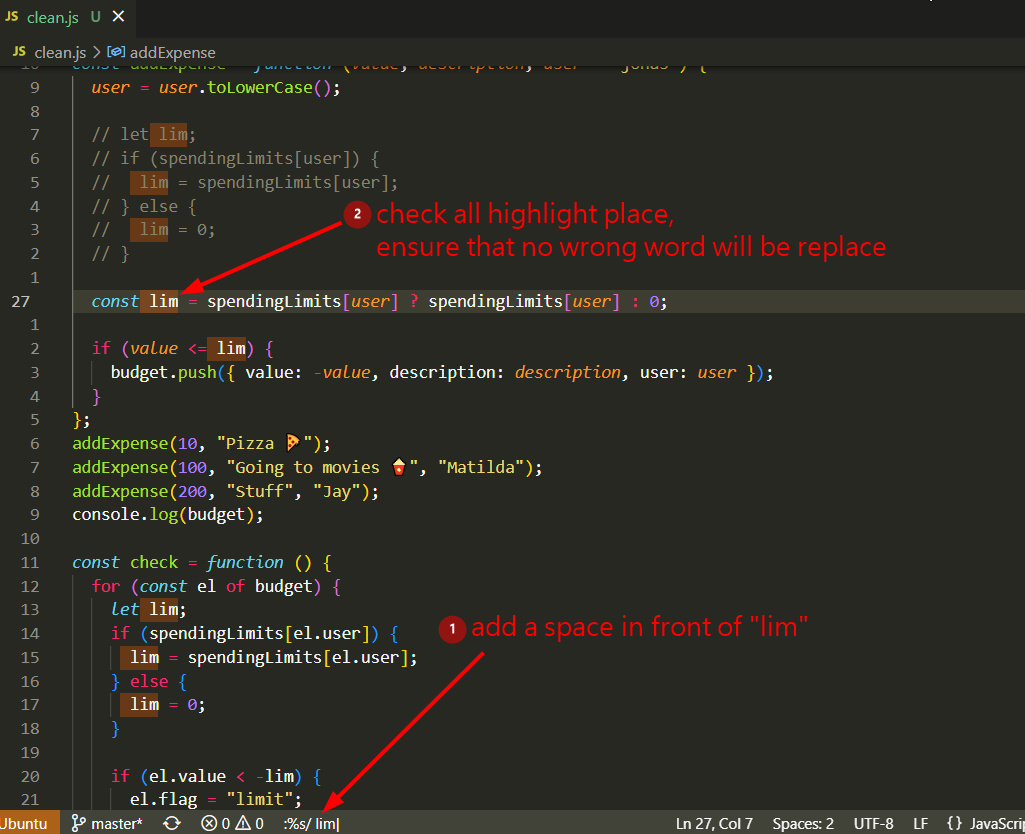 JS clean.js U ✕
JS clean.js > addExpense
10 const addExpense = function (value, description, user = "jonas") {
9 user = user.toLowerCase();
8
7 // let lim;
6 // if (spendingLimits[user]) {
5 //   lim = spendingLimits[user];
4 // } else {
3 //   lim = 0;
2 // }
1
27 const lim = spendingLimits[user] ? spendingLimits[user] : 0;
1
2 if (value <= lim) {
3 budget.push({ value: -value, description: description, user: user });
4 }
5 };
6 addExpense(10, "Pizza 🍕");
7 addExpense(100, "Going to movies 🍿", "Matilda");
8 addExpense(200, "Stuff", "Jay");
9 console.log(budget);
10
11 const check = function () {
12 for (const el of budget) {
13 let lim;
14 if (spendingLimits[el.user]) {
15 lim = spendingLimits[el.user];
16 } else {
17 lim = 0;
18 }
19
20 if (el.value < -lim) {
21 el.flag = "limit";
2 check all highlight place,
ensure that no wrong word will be replace
1 add a space in front of "lim"
Ubuntu master* 0 0 :%s/ lim| Ln 27, Col 7 Spaces: 2 UTF-8 LF {} JavaScrip